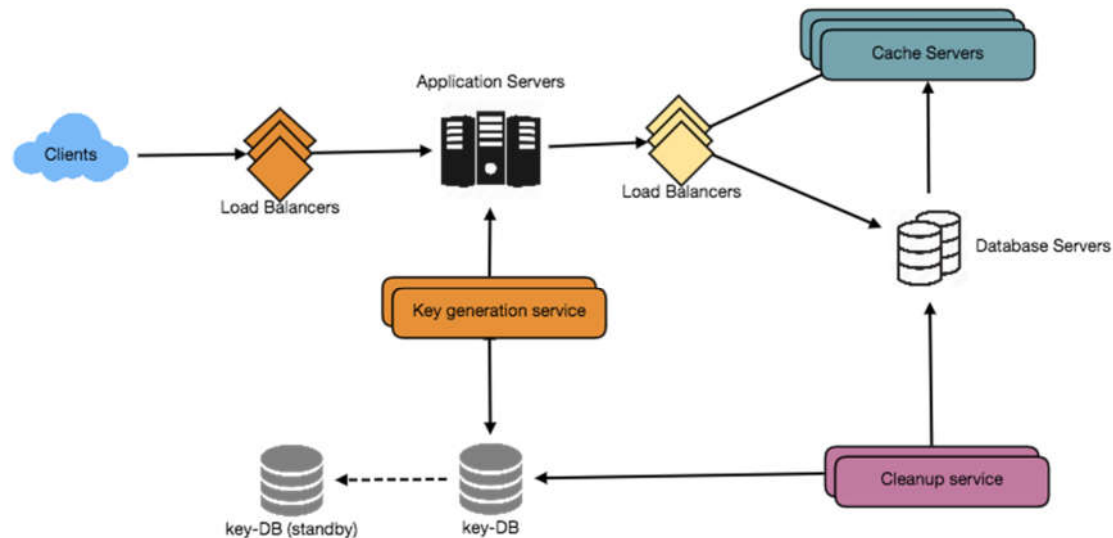 Cache Servers
Application Servers
Clients
Load Balancers
Load Balancers
Database Servers
Key generation service
Cleanup service
key-DB (standby)
key-DB